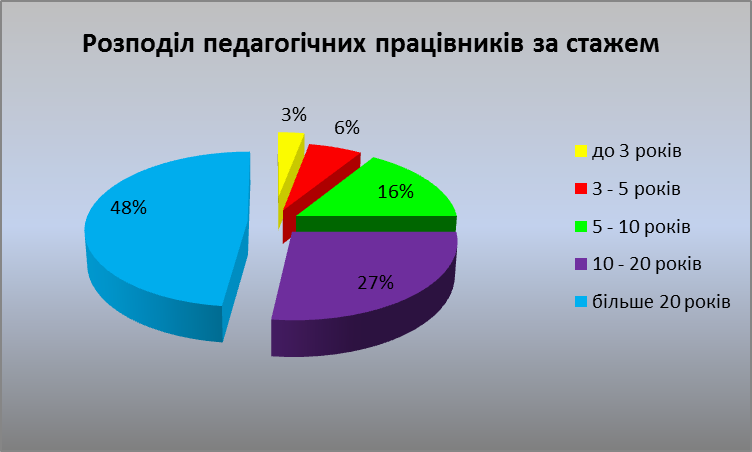 Розподіл педагогічних працівників за стажем
3%
6%
16%
27%
48%
до 3 років
3 - 5 років
5 - 10 років
10 - 20 років
більше 20 років